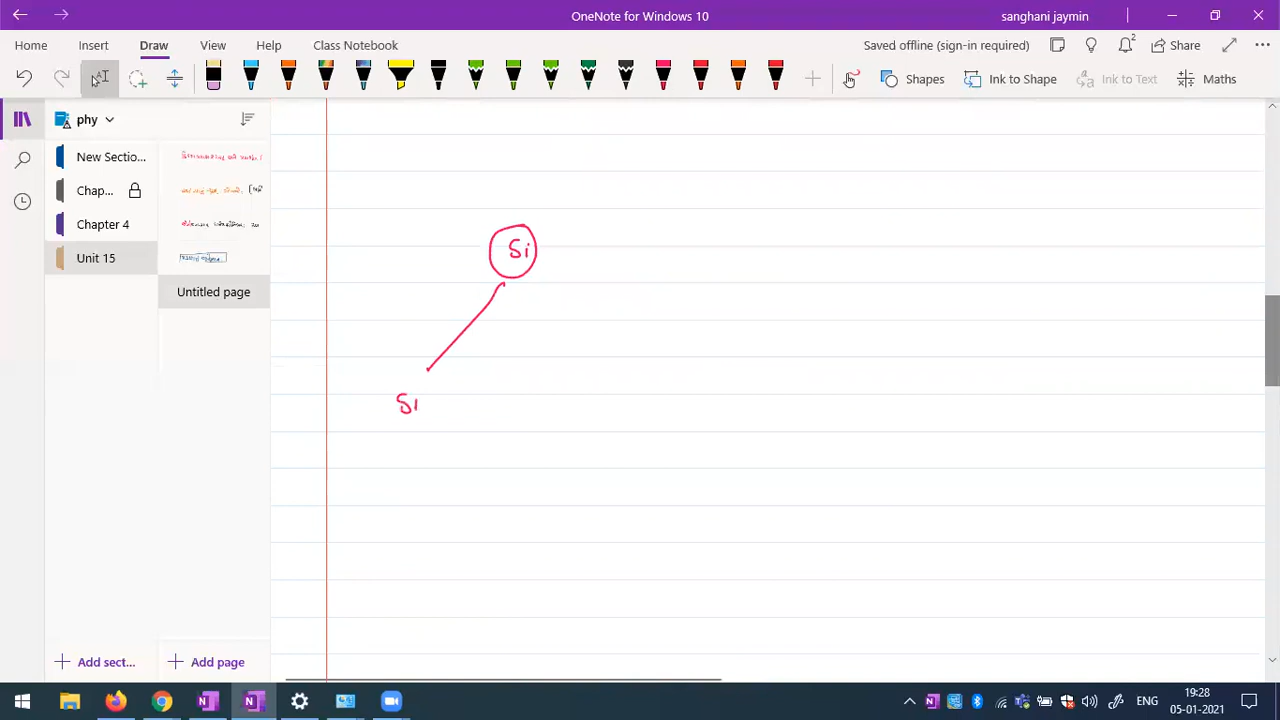 OneNote for Windows 10
sanghani jaymin
Home Insert Draw View Help Class Notebook
Saved offline (sign-in required)
Share
Shapes
Ink to Shape
Ink to Text
Maths
phy
New Sectio...
Chap...
Chapter 4
Unit 15
Untitled page
Si
Si
Add sect...
Add page
ENG
19:28
05-01-2021